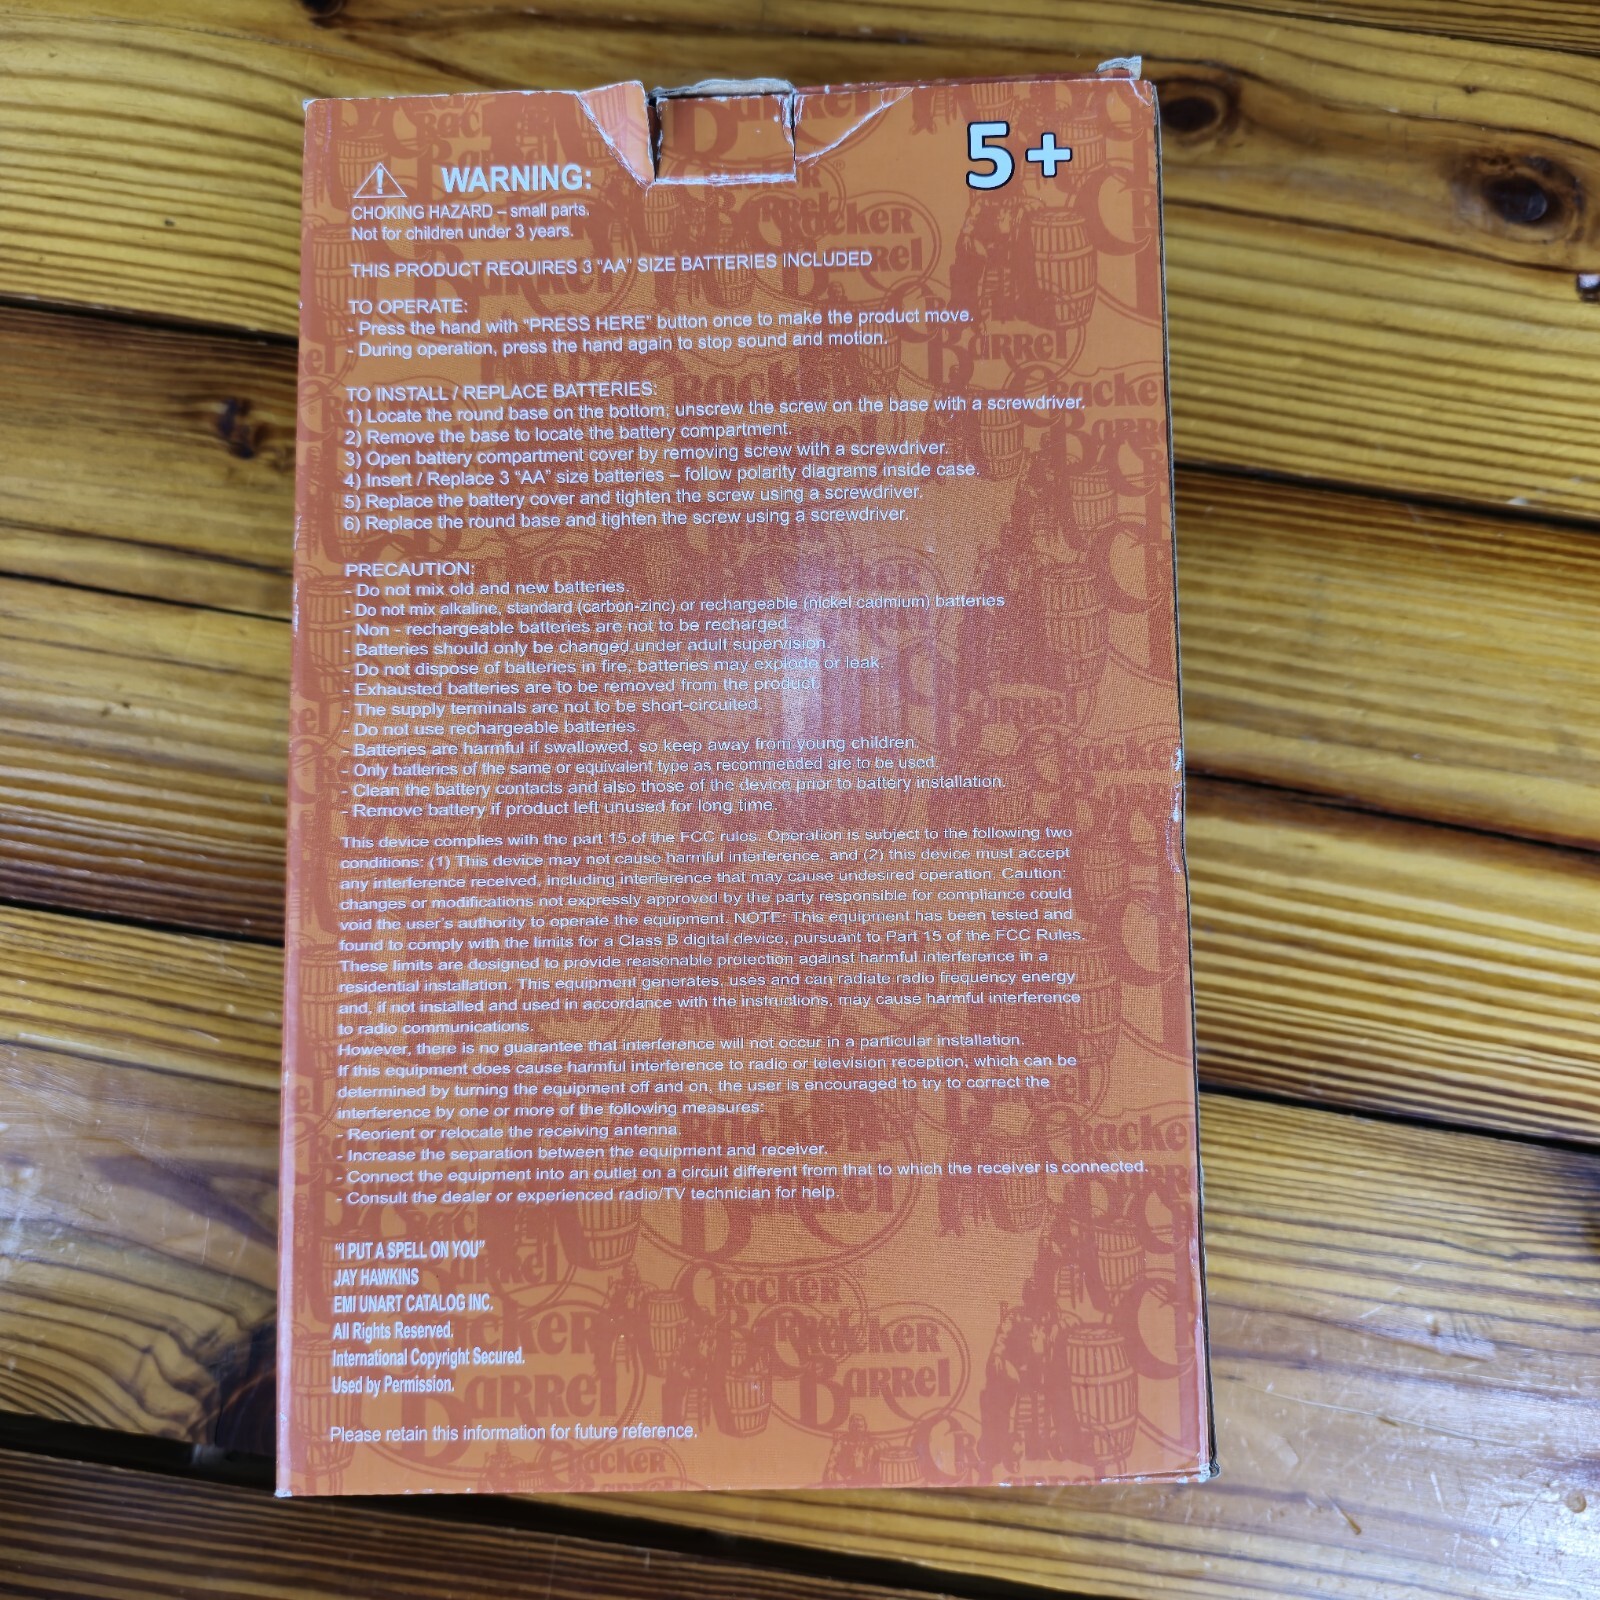 5+
WARNING:
CHOKING HAZARD – small parts.
Not for children under 3 years.
THIS PRODUCT REQUIRES 3 "AA" SIZE BATTERIES INCLUDED
TO OPERATE:
- Press the hand with "PRESS HERE" button once to make the product move.
- During operation, press the hand again to stop sound and motion.
TO INSTALL / REPLACE BATTERIES:
1) Locate the round base on the bottom; unscrew the screw on the base with a screwdriver.
2) Remove the base to locate the battery compartment.
3) Open battery compartment cover by removing screw with a screwdriver.
4) Insert / Replace 3 "AA" size batteries – follow polarity diagrams inside case.
5) Replace the battery cover and tighten the screw using a screwdriver.
6) Replace the round base and tighten the screw using a screwdriver.
PRECAUTION:
- Do not mix old and new batteries.
- Do not mix alkaline, standard (carbon-zinc) or rechargeable (nickel cadmium) batteries
- Non - rechargeable batteries are not to be recharged.
- Batteries should only be changed under adult supervision.
- Do not dispose of batteries in fire, batteries may explode or leak.
- Exhausted batteries are to be removed from the product.
- The supply terminals are not to be short-circuited.
- Do not use rechargeable batteries.
- Batteries are harmful if swallowed, so keep away from young children.
- Only batteries of the same or equivalent type as recommended are to be used.
- Clean the battery contacts and also those of the device prior to battery installation.
- Remove battery if product left unused for long time.
This device complies with the part 15 of the FCC rules. Operation is subject to the following two
conditions: (1) This device may not cause harmful interference, and (2) this device must accept
any interference received, including interference that may cause undesired operation. Caution:
changes or modifications not expressly approved by the party responsible for compliance could
void the user's authority to operate the equipment. NOTE: This equipment has been tested and
found to comply with the limits for a Class B digital device, pursuant to Part 15 of the FCC Rules.
These limits are designed to provide reasonable protection against harmful interference in a
residential installation. This equipment generates, uses and can radiate radio frequency energy
and, if not installed and used in accordance with the instructions, may cause harmful interference
to radio communications.
However, there is no guarantee that interference will not occur in a particular installation.
If this equipment does cause harmful interference to radio or television reception, which can be
determined by turning the equipment off and on, the user is encouraged to try to correct the
interference by one or more of the following measures:
- Reorient or relocate the receiving antenna.
- Increase the separation between the equipment and receiver.
- Connect the equipment into an outlet on a circuit different from that to which the receiver is connected.
- Consult the dealer or experienced radio/TV technician for help.
"I PUT A SPELL ON YOU"
JAY HAWKINS
EMI UNART CATALOG INC.
All Rights Reserved.
International Copyright Secured.
Used by Permission.
Please retain this information for future reference.
Cracker
Barrel